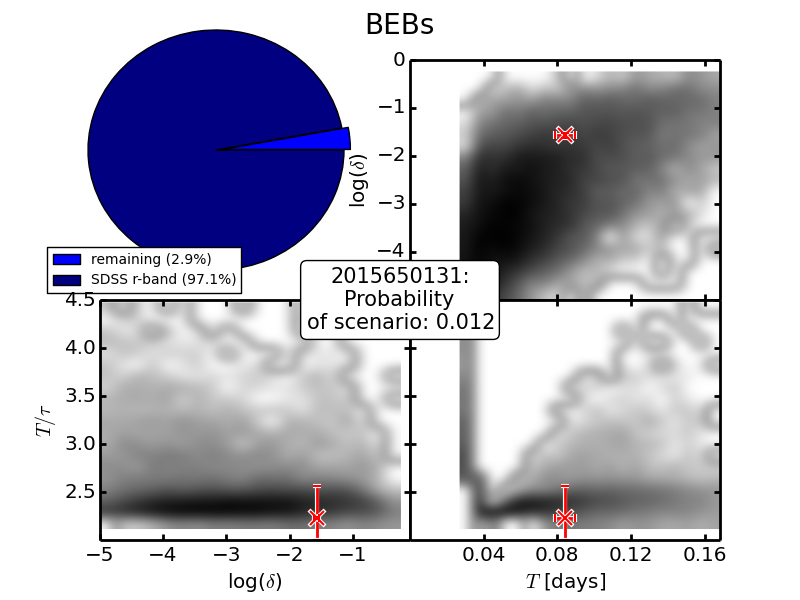 BEBs
remaining (2.9%)
SDSS r-band (97.1%)
log(δ)
0
−1
−2
−3
−4
2015650131:
Probability
of scenario: 0.012
T/τ
4.5
4.0
3.5
3.0
2.5
−5 −4 −3 −2 −1
log(δ)
0.04 0.08 0.12 0.16
T [days]